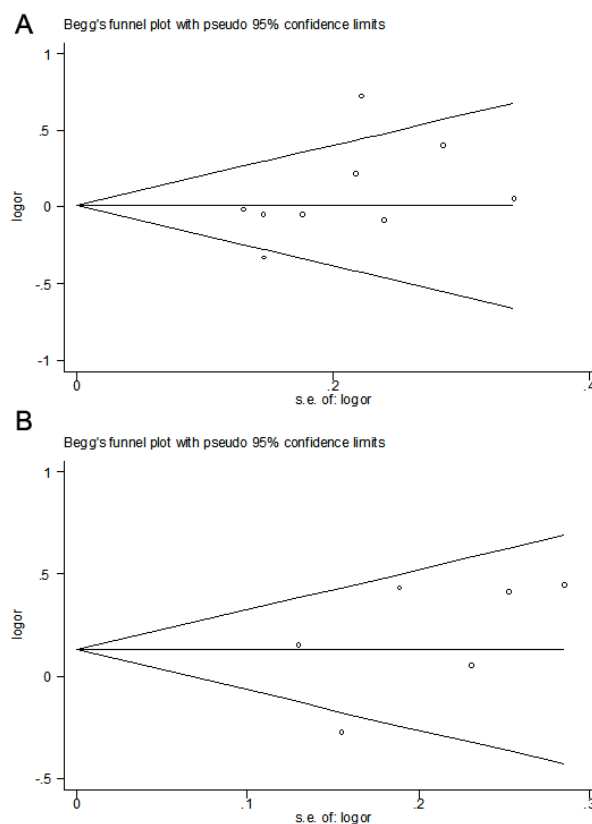 A
Begg's funnel plot with pseudo 95% confidence limits
1
.5
0
-.5
-1
logor
0
.2
.4
s.e. of: logor
B
Begg's funnel plot with pseudo 95% confidence limits
1
.5
0
-.5
logor
0
.1
.2
.3
s.e. of: logor